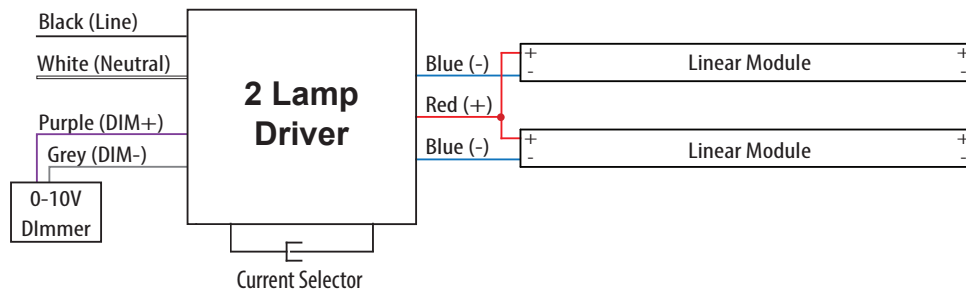 Black (Line)
White (Neutral)
Purple (DIM+)
Grey (DIM-)
0-10V
DImmer
2 Lamp
Driver
Current Selector
Blue (-)
Red (+)
Blue (-)
+ Linear Module +
- -
+ Linear Module +
- -